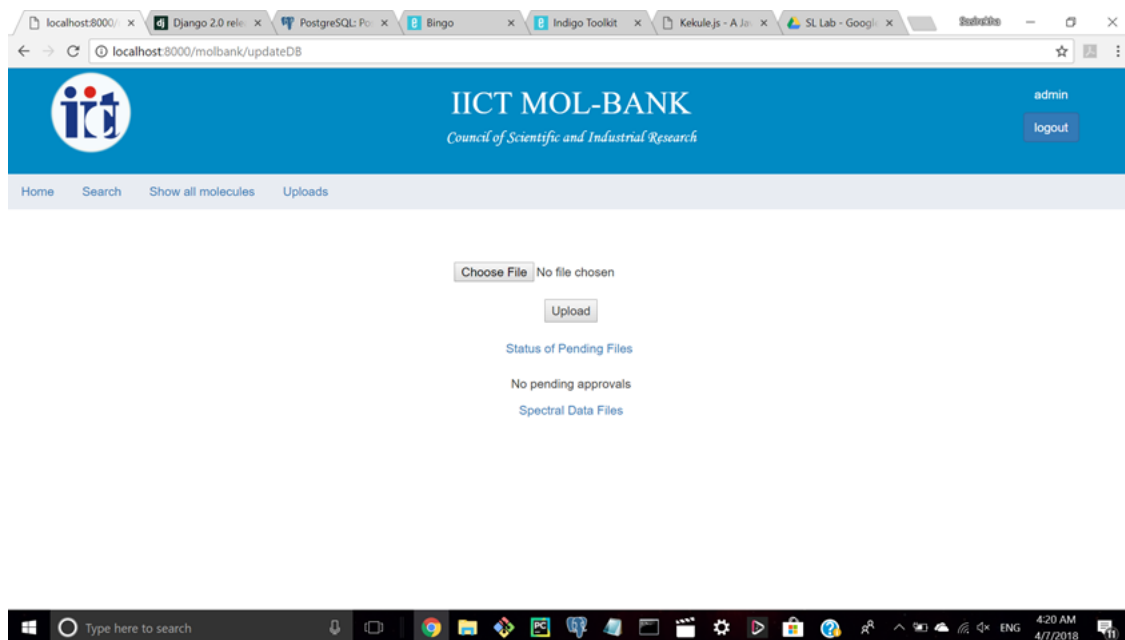 localhost:8000/
Django 2.0 rele
PostgreSQL: Po
Bingo
Indigo Toolkit
Kekule.js - A Ja
SL Lab - Googl
localhost:8000/molbank/updateDB
iict
IICT MOL-BANK
admin
Council of Scientific and Industrial Research
logout
Home Search Show all molecules Uploads
Choose File No file chosen
Upload
Status of Pending Files
No pending approvals
Spectral Data Files
Type here to search
ENG
4:20 AM
4/7/2018